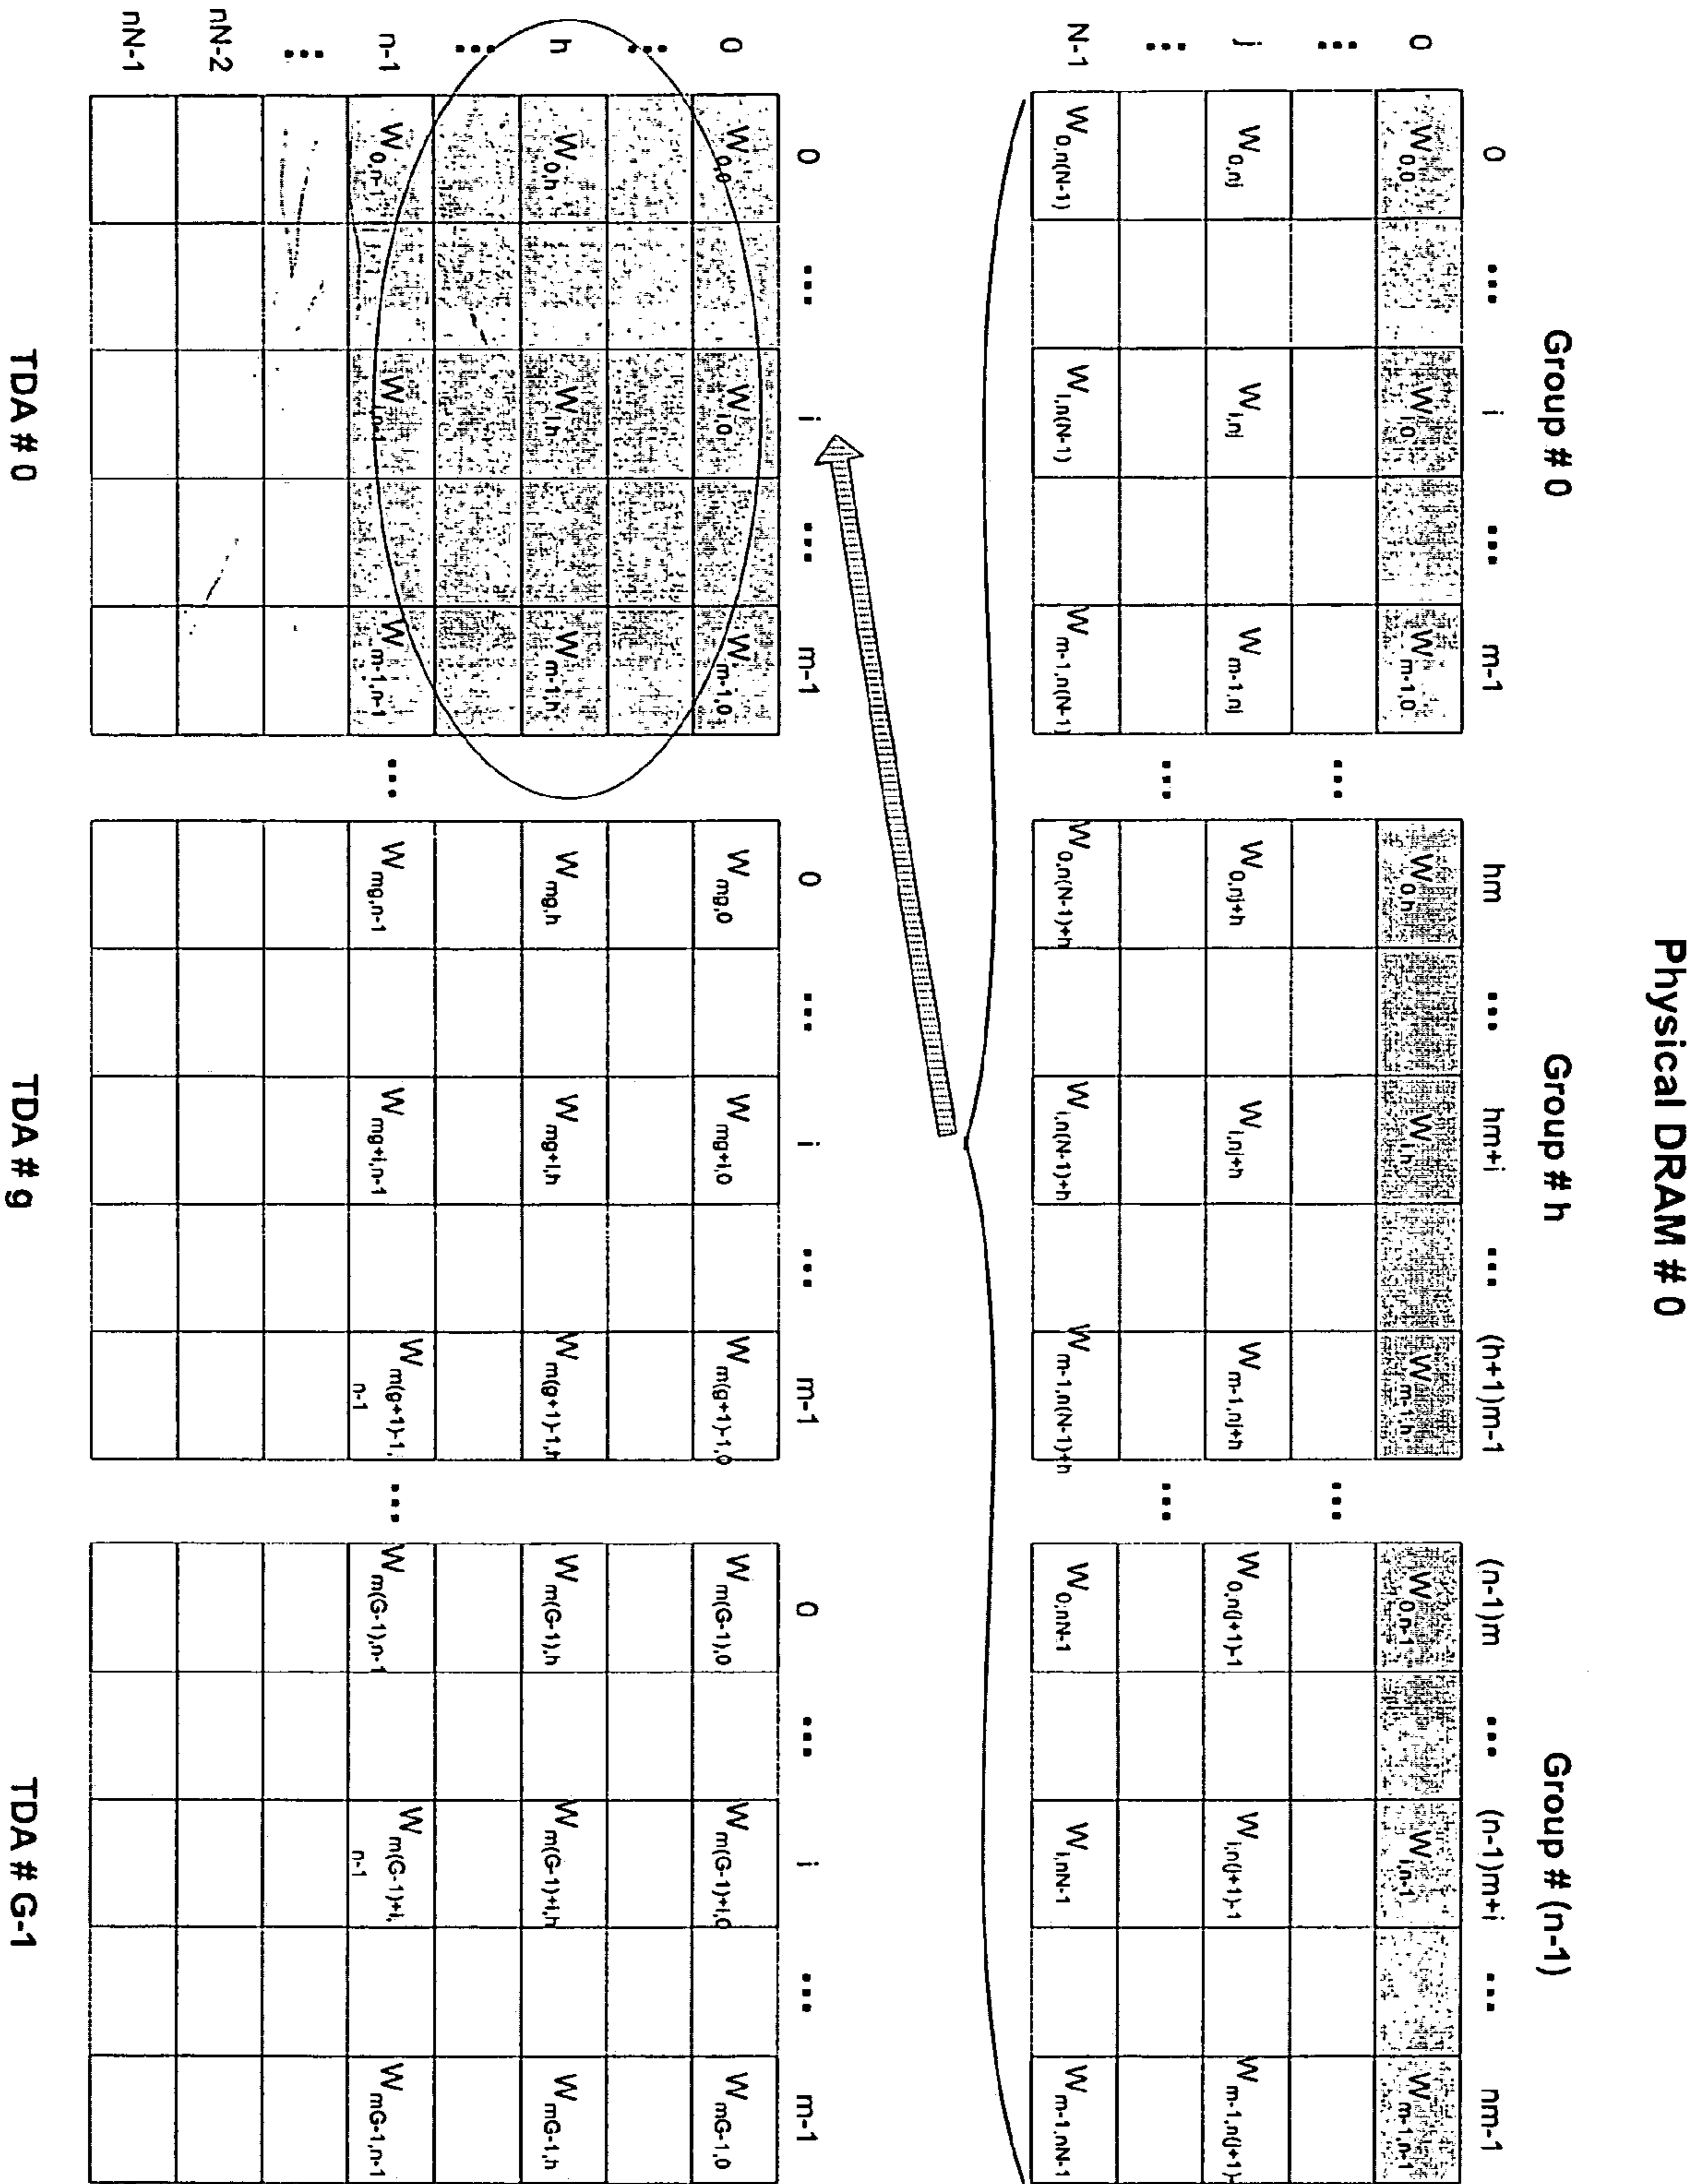 Physical DRAM # 0
Group # 0
Group # h
Group # (n-1)
0 ... i ... m-1
hm ... hm+i ... (h+1)m-1
(n-1)m ... (n-1)m+i ... nm-1
0 W0,0 Wi,0 Wm-1,0 W0,h Wi,h Wm-1,h W0,n-1 Wi,n-1 Wm-1,n-1
... ... ...
j W0,nj Wi,nj Wm-1,nj W0,nj+h Wi,nj+h Wm-1,nj+h W0,n(j+1)-1 Wi,n(j+1)-1 Wm-1,n(j+1)-
... ... ...
N-1 W0,n(N-1) Wi,n(N-1) Wm-1,n(N-1) W0,n(N-1)+h Wi,n(N-1)+h Wm-1,n(N-1)+h W0,nN-1 Wi,nN-1 Wm-1,nN-1
0 ... i ... m-1
0 ... i ... m-1
0 ... i ... m-1
0 W0,0 Wi,0 Wm-1,0 Wmg,0 Wmg+i,0 Wm(g+1)-1,0 Wm(G-1),0 Wm(G-1)+i,0 WmG-1,0
...
h W0,h Wi,h Wm-1,h Wmg,h Wmg+i,h Wm(g+1)-1,h Wm(G-1),h Wm(G-1)+i,h WmG-1,h
...
n-1 W0,n-1 Wi,n-1 Wm-1,n-1 ... Wmg,n-1 Wmg+i,n-1 Wm(g+1)-1,n-1 ... Wm(G-1),n-1 Wm(G-1)+i,n-1 WmG-1,n-1
...
nN-2
nN-1
TDA # 0
TDA # g
TDA # G-1